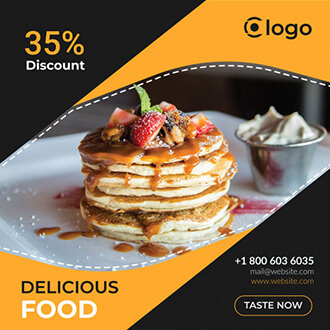 logo
35%
Discount
+1 800 603 6035
mail@website.com
www.website.com
DELICIOUS
FOOD
TASTE NOW